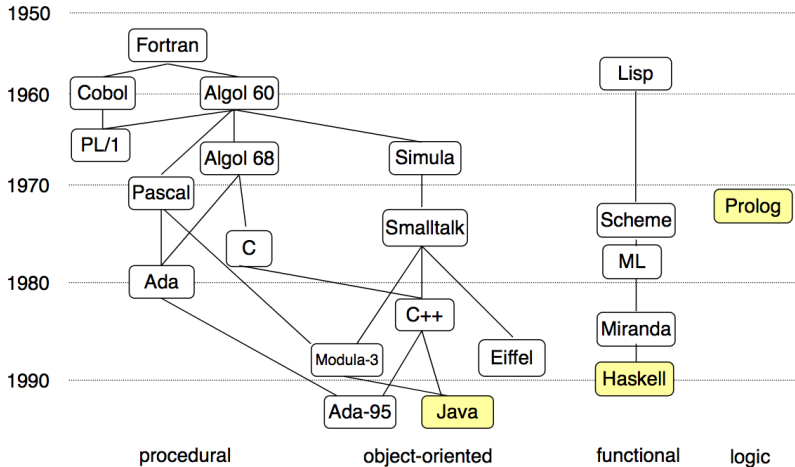 1950
Fortran
Lisp
Cobol
Algol 60
1960
PL/1
Algol 68
Simula
1970
Pascal
Prolog
Smalltalk
Scheme
C
ML
1980
Ada
C++
Miranda
Modula-3
Eiffel
1990
Haskell
Ada-95
Java
procedural
object-oriented
functional
logic